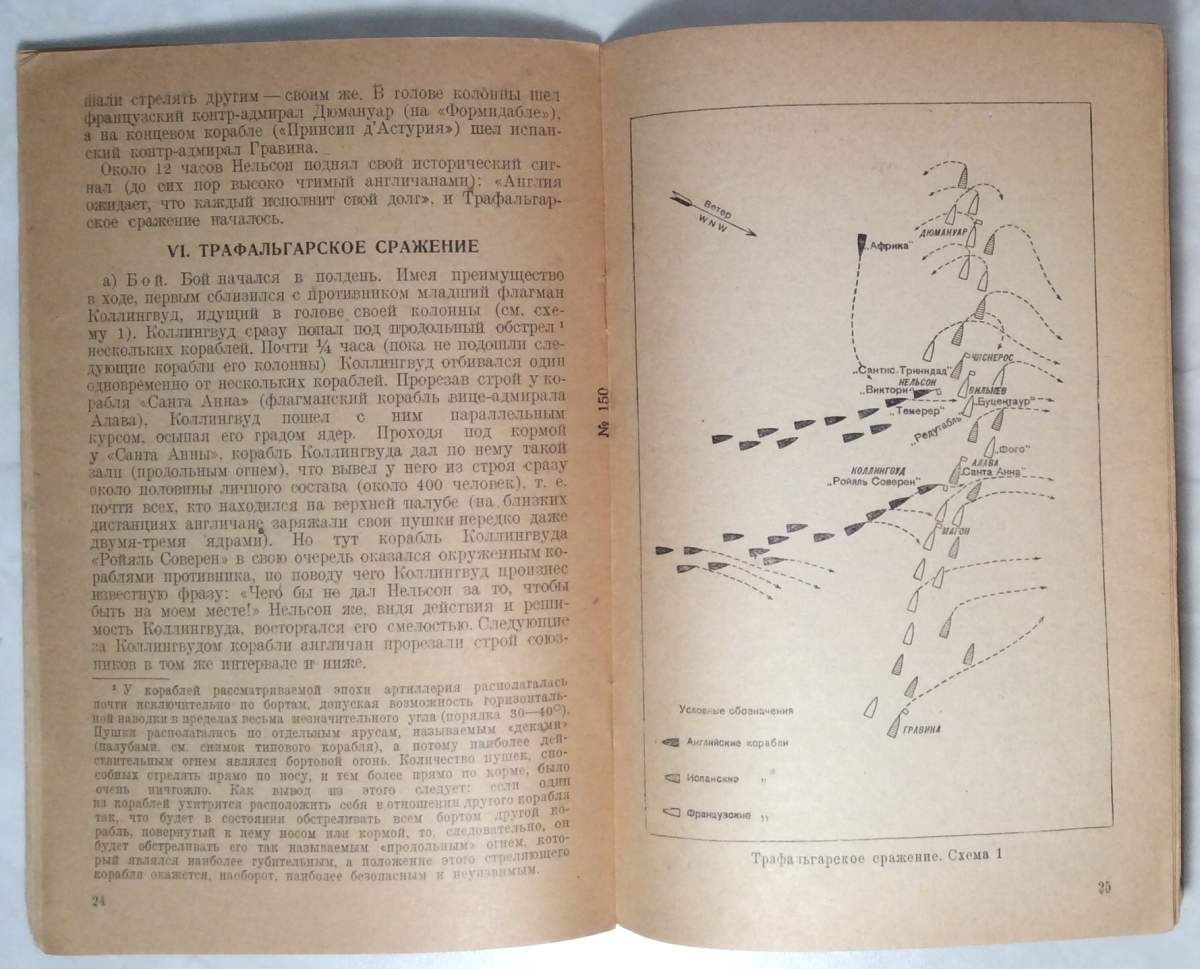 шали стрелять другим — своим же. В голове колонны шел
французский контр-адмирал Дюмануар (на «Формидабле»),
а на концевом корабле («Принсип д'Астурия») шел испан-
ский контр-адмирал Гравина.
Около 12 часов Нельсон поднял свой исторический сиг-
нал (до сих пор высоко чтимый англичанами): «Англия
ожидает, что каждый исполнит свой долг», и Трафальгар-
ское сражение началось.
VI. ТРАФАЛЬГАРСКОЕ СРАЖЕНИЕ
а) Бой. Бой начался в полдень. Имея преимущество
в ходе, первым сблизился с противником младший флагман
Коллингвуд, идущий в голове своей колонны (см. схе-
му 1). Коллингвуд сразу попал под продольный обстрел ¹
нескольких кораблей. Почти ¼ часа (пока не подошли сле-
дующие корабли его колонны) Коллингвуд отбивался один
одновременно от нескольких кораблей. Прорезав строй у ко-
рабля «Санта Анна» (флагманский корабль вице-адмирала
Алава), Коллингвуд пошел с ним параллельным
курсом, осыпая его градом ядер. Проходя под кормой
у «Санта Анны», корабль Коллингвуда дал по нему такой
залп (продольным огнем), что вывел у него из строя сразу
около половины личного состава (около 400 человек), т. е.
почти всех, кто находился на верхней палубе (на близких
дистанциях англичане заряжали свои пушки нередко даже
двумя-тремя ядрами). Но тут корабль Коллингвуда
«Ройяль Соверен» в свою очередь оказался окруженным ко-
раблями противника, по поводу чего Коллингвуд произнес
известную фразу: «Чего бы не дал Нельсон за то, чтобы
быть на моем месте!» Нельсон же, видя действия и реши-
мость Коллингвуда, восторгался его смелостью. Следующие
за Коллингвудом корабли англичан прорезали строй союз-
ников в том же интервале и ниже.
¹ У кораблей рассматриваемой эпохи артиллерия располагалась
почти исключительно по бортам, допуская возможность горизонталь-
ной наводки в пределах весьма незначительного угла (порядка 30—40°).
Пушки располагались по отдельным ярусам, называемым «деками»
(палубами, см. снимок типового корабля), а потому наиболее дей-
ствительным огнем являлся бортовой огонь. Количество пушек, спо-
собных стрелять прямо по носу, и тем более прямо по корме, было
очень ничтожно. Как вывод из этого следует: если один
из кораблей ухитрится расположить себя в отношении другого корабля
так, что будет в состоянии обстреливать всем бортом другой ко-
рабль, повернутый к нему носом или кормой, то, следовательно, он
будет обстреливать его так называемым «продольным» огнем, кото-
рый являлся наиболее губительным, а положение этого стреляющего
корабля окажется, наоборот, наиболее безопасным и неуязвимым.
24
№ 150
Ветер
WNW
„Африка"
ДЮМАНУАР
СИСНЕРОС
„Сантис. Тринидад"
НЕЛЬСОН
„Виктори"
ВИЛЬНЕВ
„Буцентаур"
„Темерер"
„Редутабль"
„Фого"
КОЛЛИНГВУД
„Ройяль Соверен"
АЛАВА
„Санта Анна"
МАГОН
ГРАВИНА
Условные обозначения
Английские корабли
Испанские „
Французские „
Трафальгарское сражение. Схема 1
25